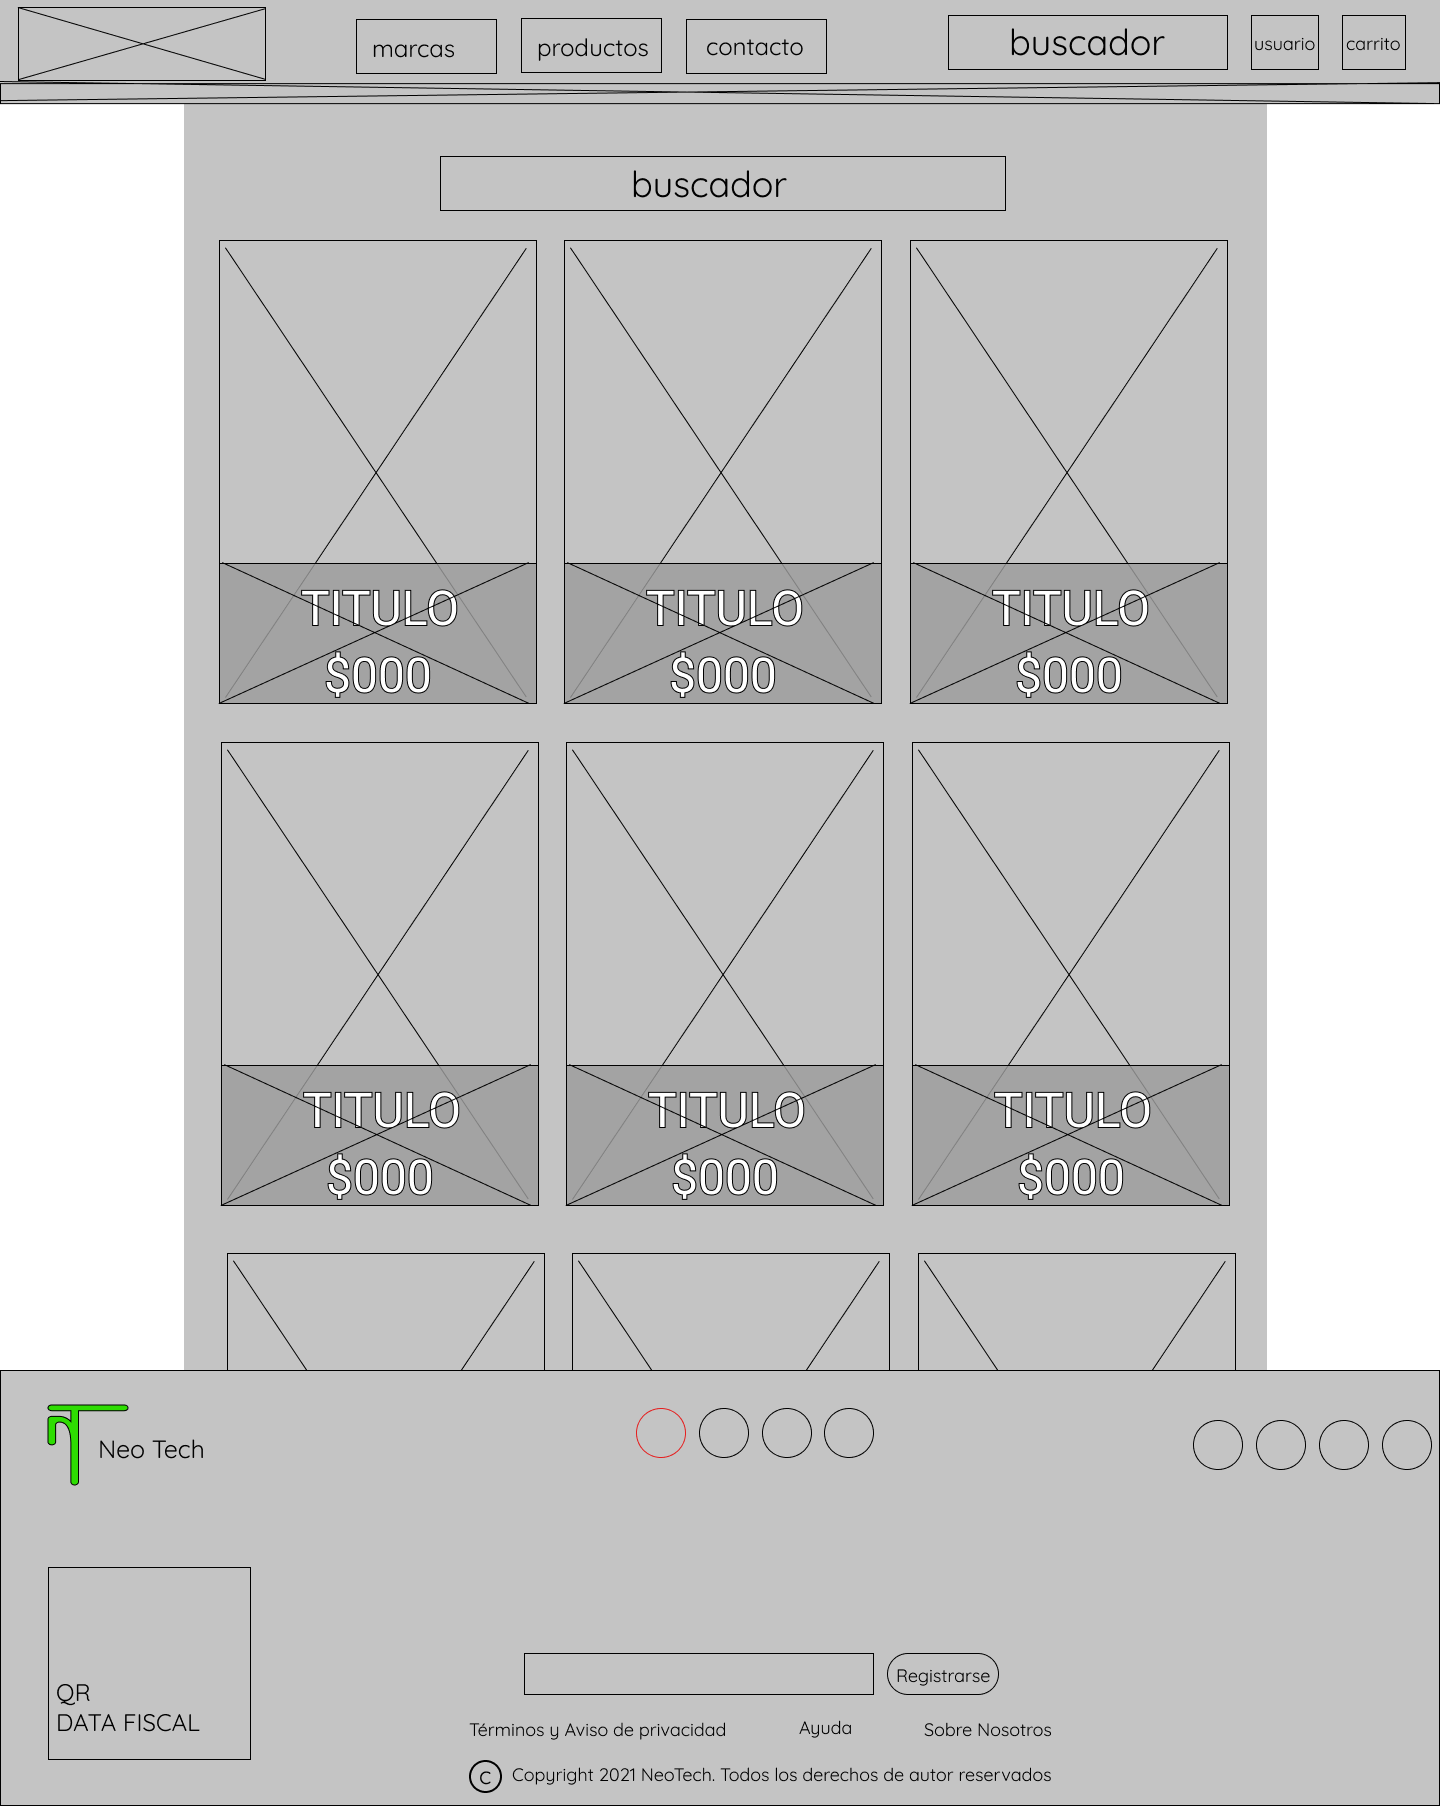 marcas productos contacto buscador usuario carrito
buscador
TITULO TITULO TITULO
$000 $000 $000
TITULO TITULO TITULO
$000 $000 $000
Neo Tech
QR
DATA FISCAL
Registrarse
Términos y Aviso de privacidad Ayuda Sobre Nosotros
C Copyright 2021 NeoTech. Todos los derechos de autor reservados